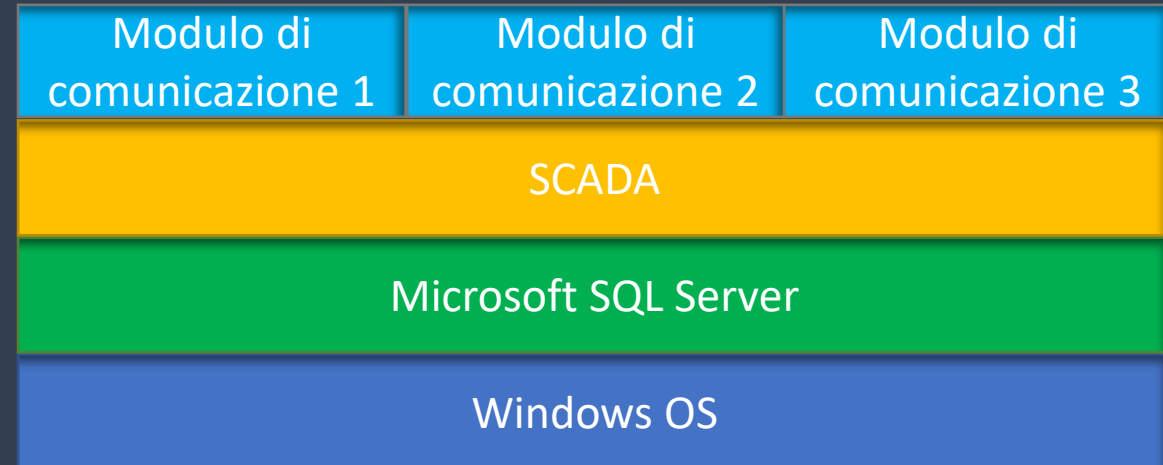 Modulo di
comunicazione 1
Modulo di
comunicazione 2
Modulo di
comunicazione 3
SCADA
Microsoft SQL Server
Windows OS